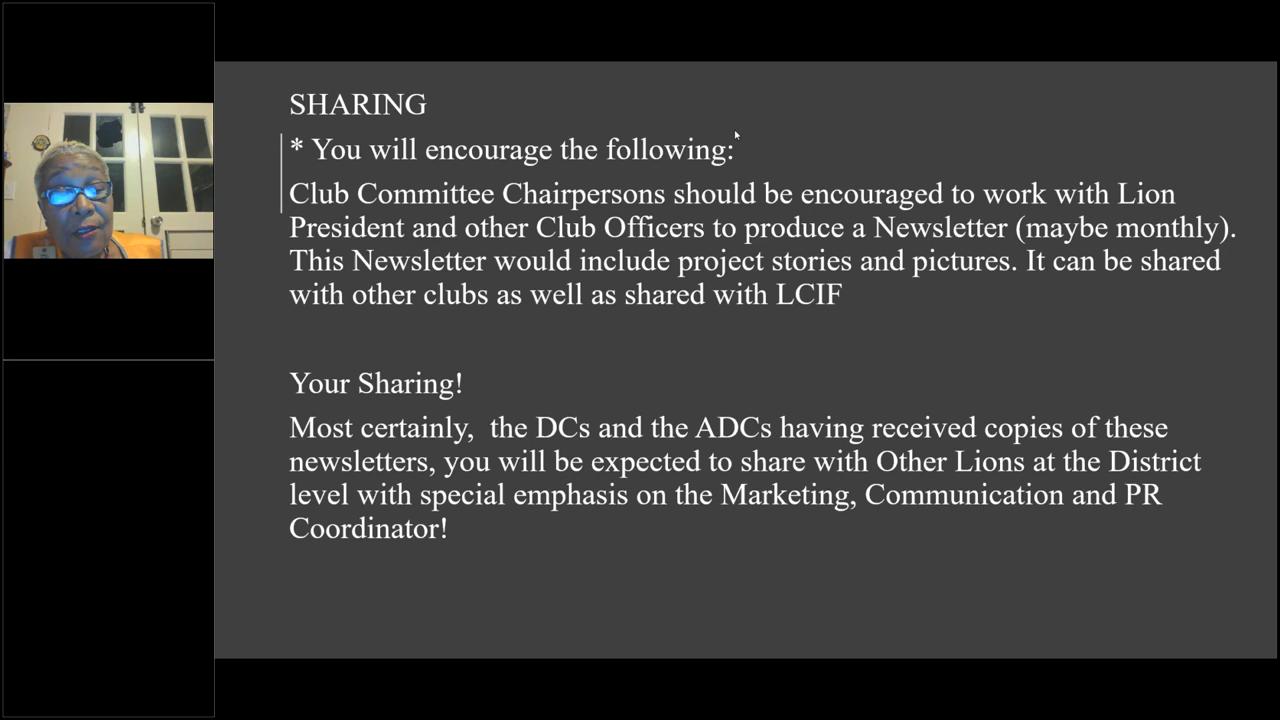 SHARING
* You will encourage the following:
Club Committee Chairpersons should be encouraged to work with Lion
President and other Club Officers to produce a Newsletter (maybe monthly).
This Newsletter would include project stories and pictures. It can be shared
with other clubs as well as shared with LCIF
Your Sharing!
Most certainly,  the DCs and the ADCs having received copies of these
newsletters, you will be expected to share with Other Lions at the District
level with special emphasis on the Marketing, Communication and PR
Coordinator!